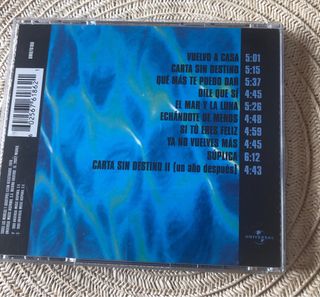 VUELVO A CASA 5:01
CARTA SIN DESTINO 5:15
QUE MÁS TE PUEDO DAR 5:37
DILE QUE SÍ 4:45
EL MAR Y LA LUNA 5:26
ECHÁNDOTE DE MENOS 4:48
SI TÚ ERES FELIZ 4:59
YA NO VUELVES MÁS 4:45
SÚPLICA 6:12
CARTA SIN DESTINO II (un año después) 4:43
UNIVERSAL